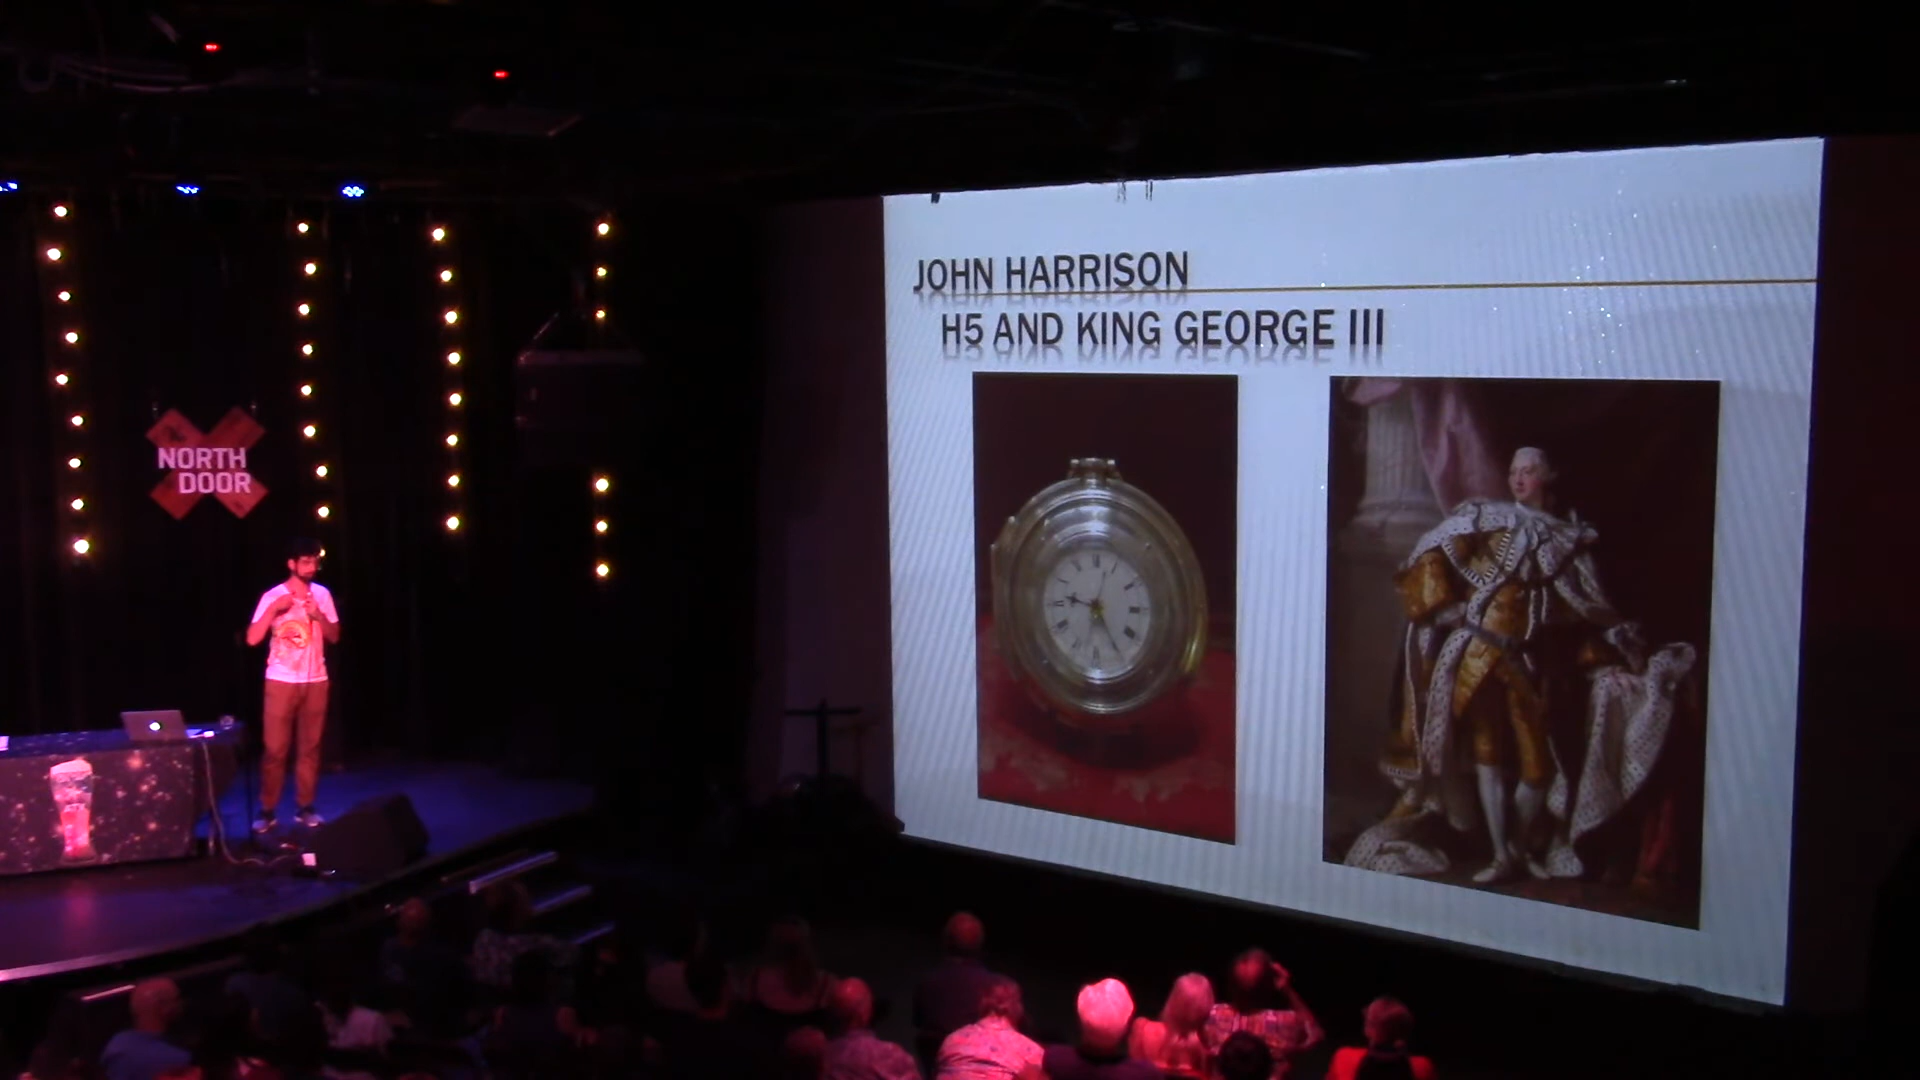 NORTH
DOOR
JOHN HARRISON
H5 AND KING GEORGE III